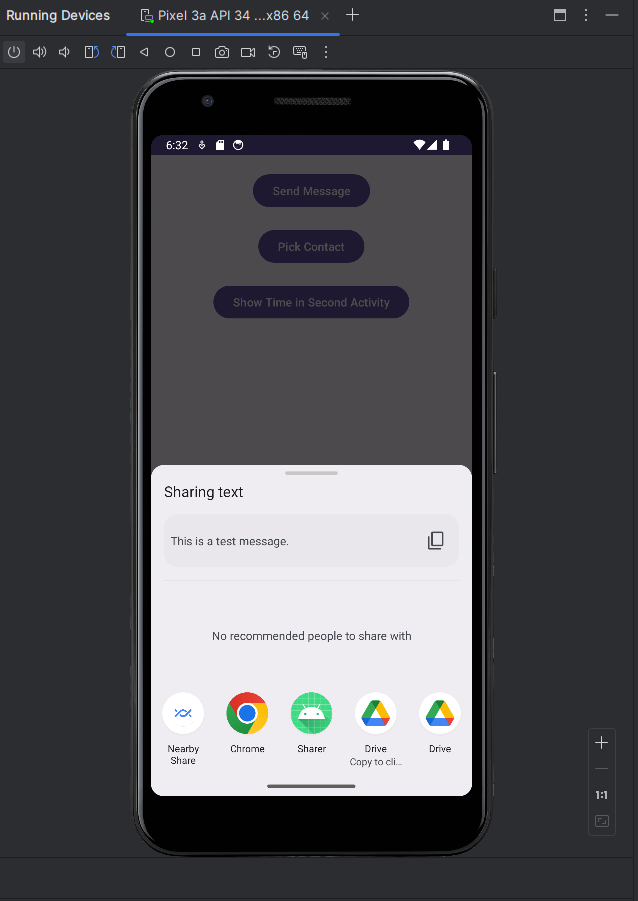 Running Devices
Pixel 3a API 34 ...x86 64
6:32
Send Message
Pick Contact
Show Time in Second Activity
Sharing text
This is a test message.
No recommended people to share with
Nearby Share
Chrome
Sharer
Drive
Copy to cli...
Drive
1:1